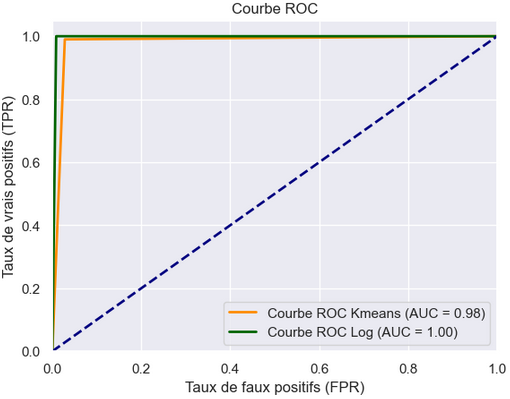 Courbe ROC
Taux de vrais positifs (TPR)
1.0
0.8
0.6
0.4
0.2
0.0
Courbe ROC Kmeans (AUC = 0.98)
Courbe ROC Log (AUC = 1.00)
0.0 0.2 0.4 0.6 0.8 1.0
Taux de faux positifs (FPR)